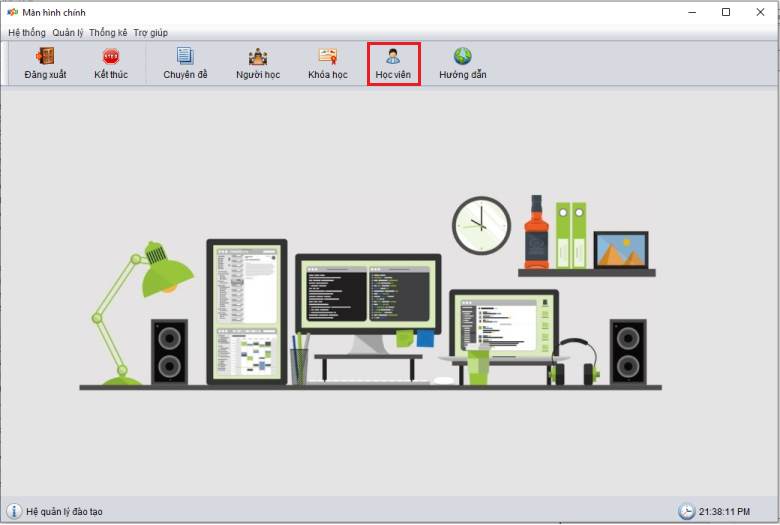 Màn hình chính
Hệ thống Quản lý Thống kê Trợ giúp
Đăng xuất Kết thúc Chuyên đề Người học Khóa học Học viên Hướng dẫn
Hệ quản lý đào tạo 21:38:11 PM